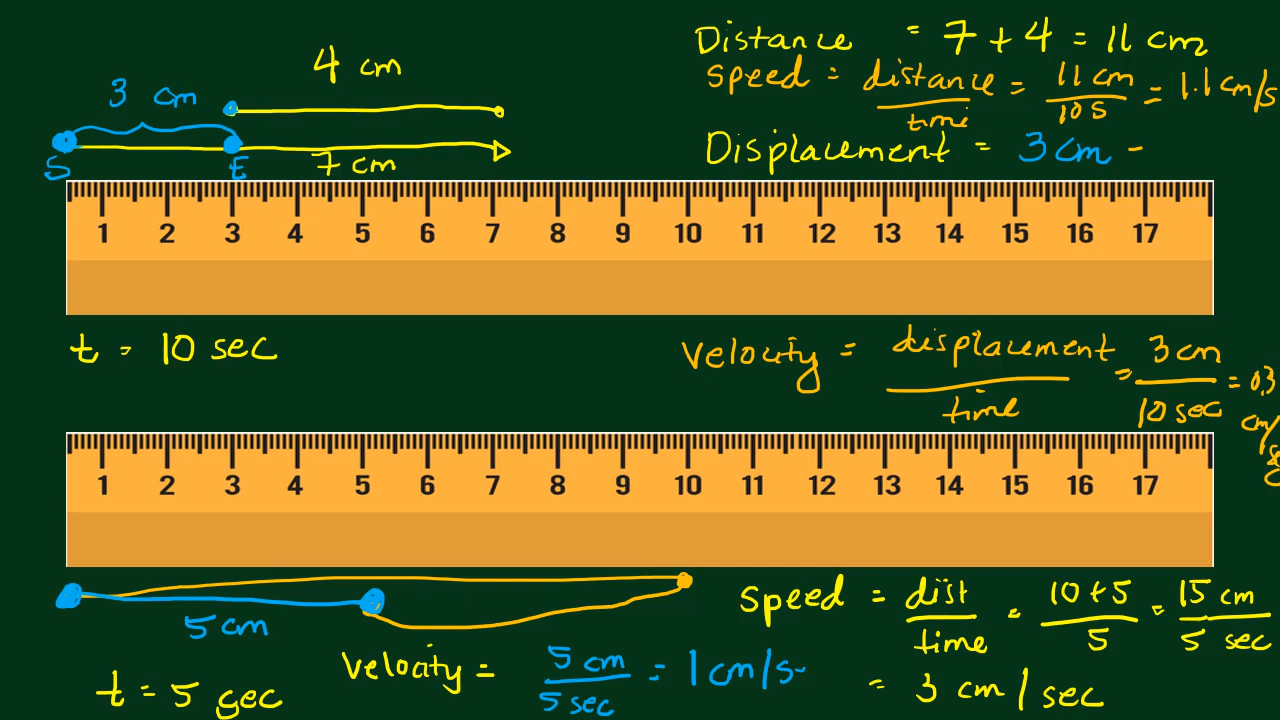 Distance = 7 + 4 = 11 cm
4 cm
speed = distance/time = 11 cm/10 s = 1.1 cm/s
3 cm
Displacement = 3 cm -
S E 7 cm
1 2 3 4 5 6 7 8 9 10 11 12 13 14 15 16 17
t = 10 sec
velocity = displacement/time = 3 cm/10 sec = 0.3 cm/
1 2 3 4 5 6 7 8 9 10 11 12 13 14 15 16 17
speed = dist/time = 10 + 5/5 = 15 cm/5 sec
5 cm
velocity = 5 cm/5 sec = 1 cm/s
t = 5 sec
= 3 cm / sec